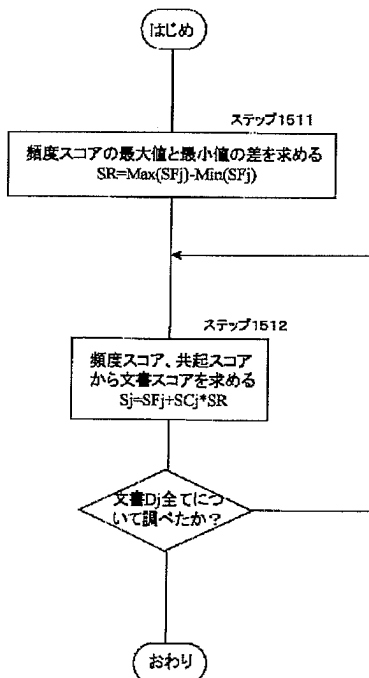 はじめ
ステップ1511
頻度スコアの最大値と最小値の差を求める
SR=Max(SFj)-Min(SFj)
ステップ1512
頻度スコア、共起スコア
から文書スコアを求める
Sj=SFj+SCj*SR
文書Dj全てにつ
いて調べたか？
おわり